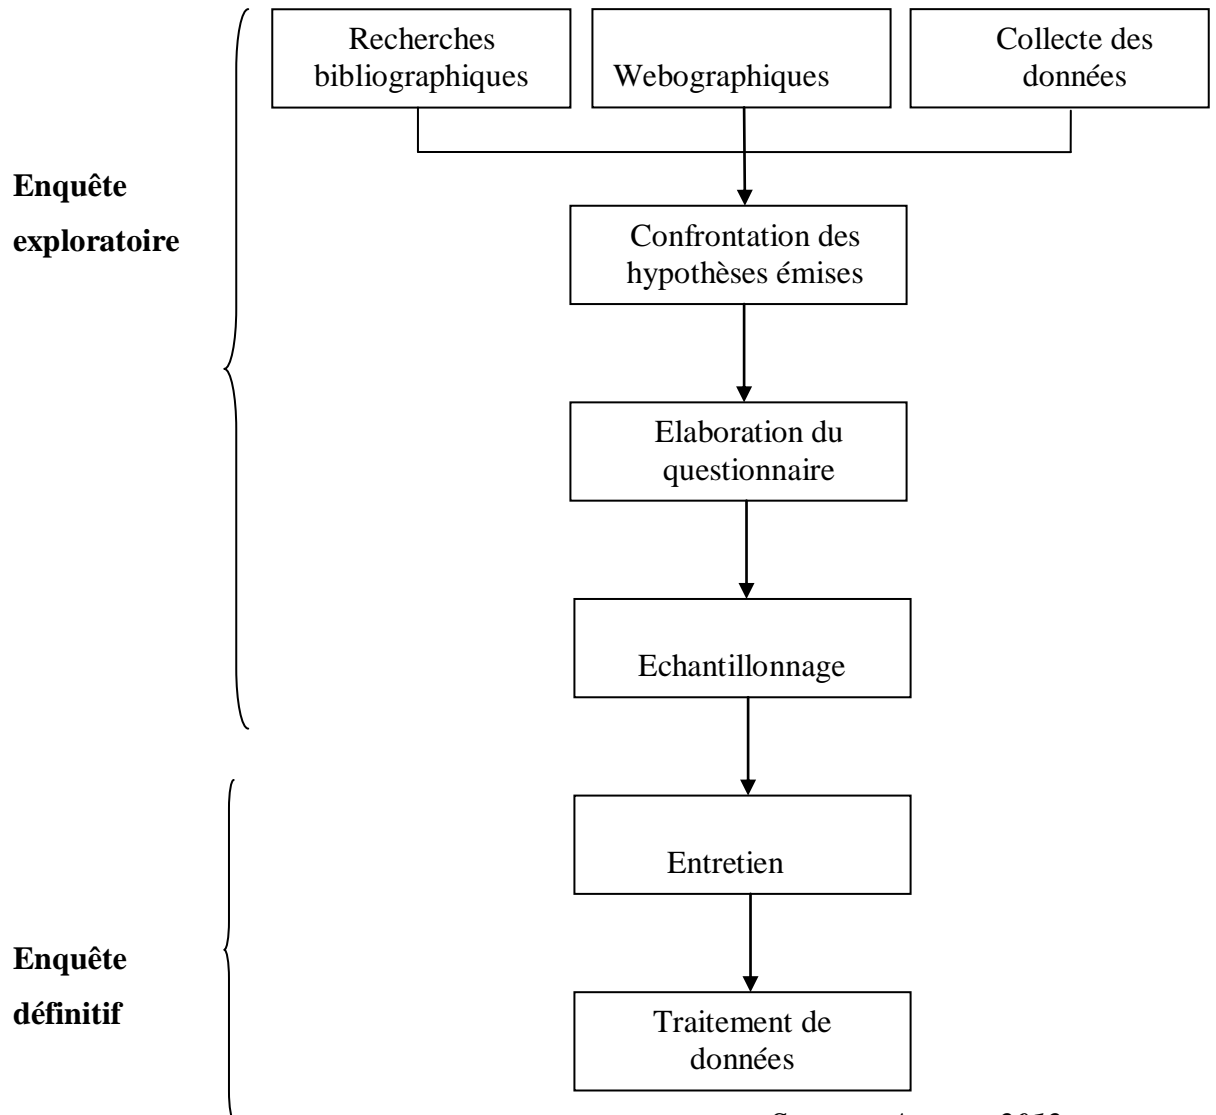 Recherches
bibliographiques
Webographiques
Collecte des
données
Enquête
exploratoire
Confrontation des
hypothèses émises
Elaboration du
questionnaire
Echantillonnage
Entretien
Enquête
définitif
Traitement de
données